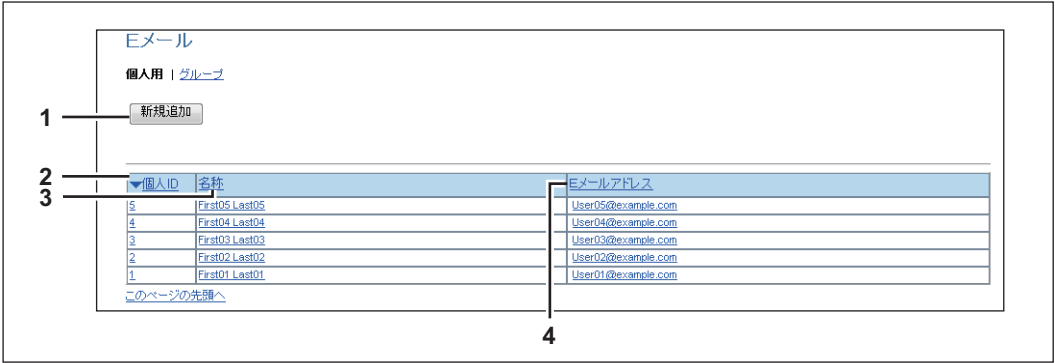 Eメール
個人用 | グループ
1 新規追加
2 ▼個人ID 名称 Eメールアドレス
3
5 First05 Last05 User05@example.com
4 First04 Last04 User04@example.com
3 First03 Last03 User03@example.com
2 First02 Last02 User02@example.com
1 First01 Last01 User01@example.com
このページの先頭へ
4